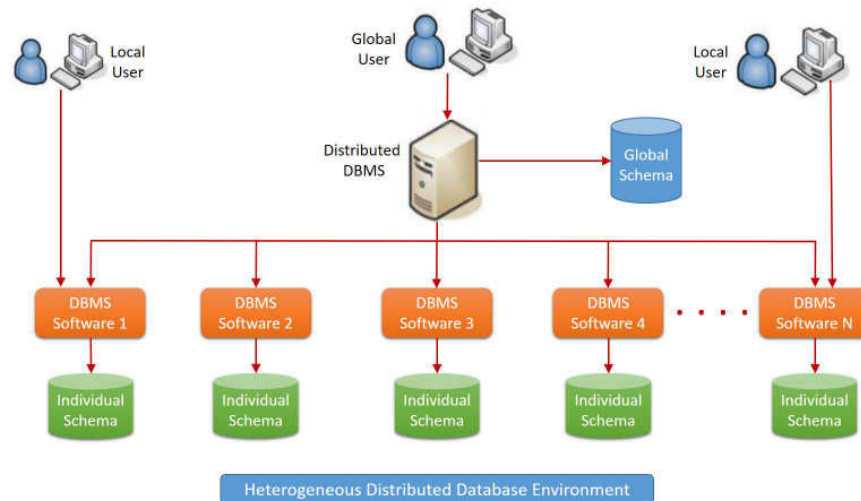 Local
User
Global
User
Local
User
Distributed
DBMS
Global
Schema
DBMS
Software 1
DBMS
Software 2
DBMS
Software 3
DBMS
Software 4
DBMS
Software N
Individual
Schema
Individual
Schema
Individual
Schema
Individual
Schema
Individual
Schema
Heterogeneous Distributed Database Environment